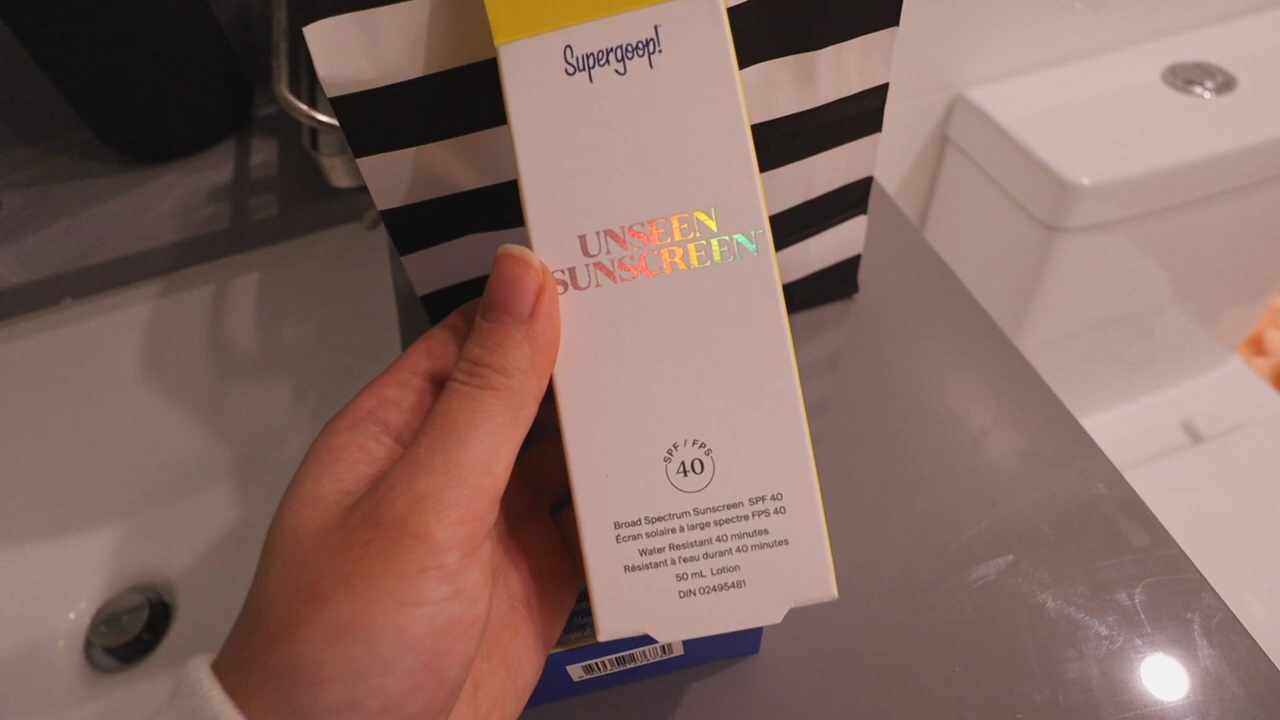 Supergoop!
UNSEEN
SUNSCREEN™
SPF / FPS
40
Broad Spectrum Sunscreen SPF 40
Écran solaire à large spectre FPS 40
Water Resistant 40 minutes
Résistant à l'eau durant 40 minutes
50 mL Lotion
DIN 02495481